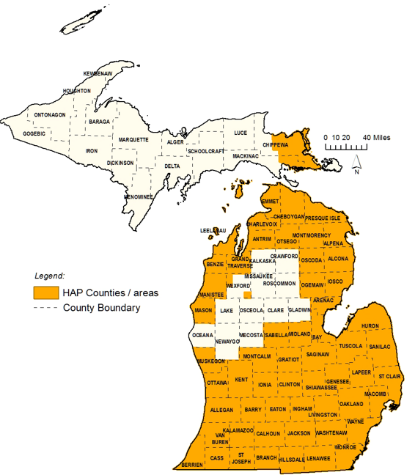 KEWEENAW
HOUGHTON
ONTONAGON
BARAGA
GOGEBIC
LUCE
MARQUETTE
ALGER
CHIPPEWA
SCHOOLCRAFT
IRON
MACKINAC
DICKINSON
DELTA
MENOMINEE
0 10 20 40 Miles
N
EMMET
CHEBOYGAN
PRESQUE ISLE
CHARLEVOIX
LEELANAU
ANTRIM
OTSEGO
MONTMORENCY
ALPENA
BENZIE
GRAND
TRAVERSE
KALKASKA
CRAWFORD
OSCODA
ALCONA
Legend:
HAP Counties / areas
County Boundary
MANISTEE
WEXFORD
MISSAUKEE
ROSCOMMON
OGEMAW
IOSCO
MASON
LAKE
OSCEOLA
CLARE
GLADWIN
ARENAC
HURON
OCEANA
NEWAYGO
MECOSTA
ISABELLA
MIDLAND
BAY
TUSCOLA
SANILAC
MUSKEGON
MONTCALM
GRATIOT
SAGINAW
LAPEER
ST CLAIR
OTTAWA
KENT
IONIA
CLINTON
SHIAWASSEE
GENESEE
MACOMB
OAKLAND
ALLEGAN
BARRY
EATON
INGHAM
LIVINGSTON
WAYNE
VAN
BUREN
KALAMAZOO
CALHOUN
JACKSON
WASHTENAW
MONROE
BERRIEN
CASS
ST
JOSEPH
BRANCH
HILLSDALE
LENAWEE